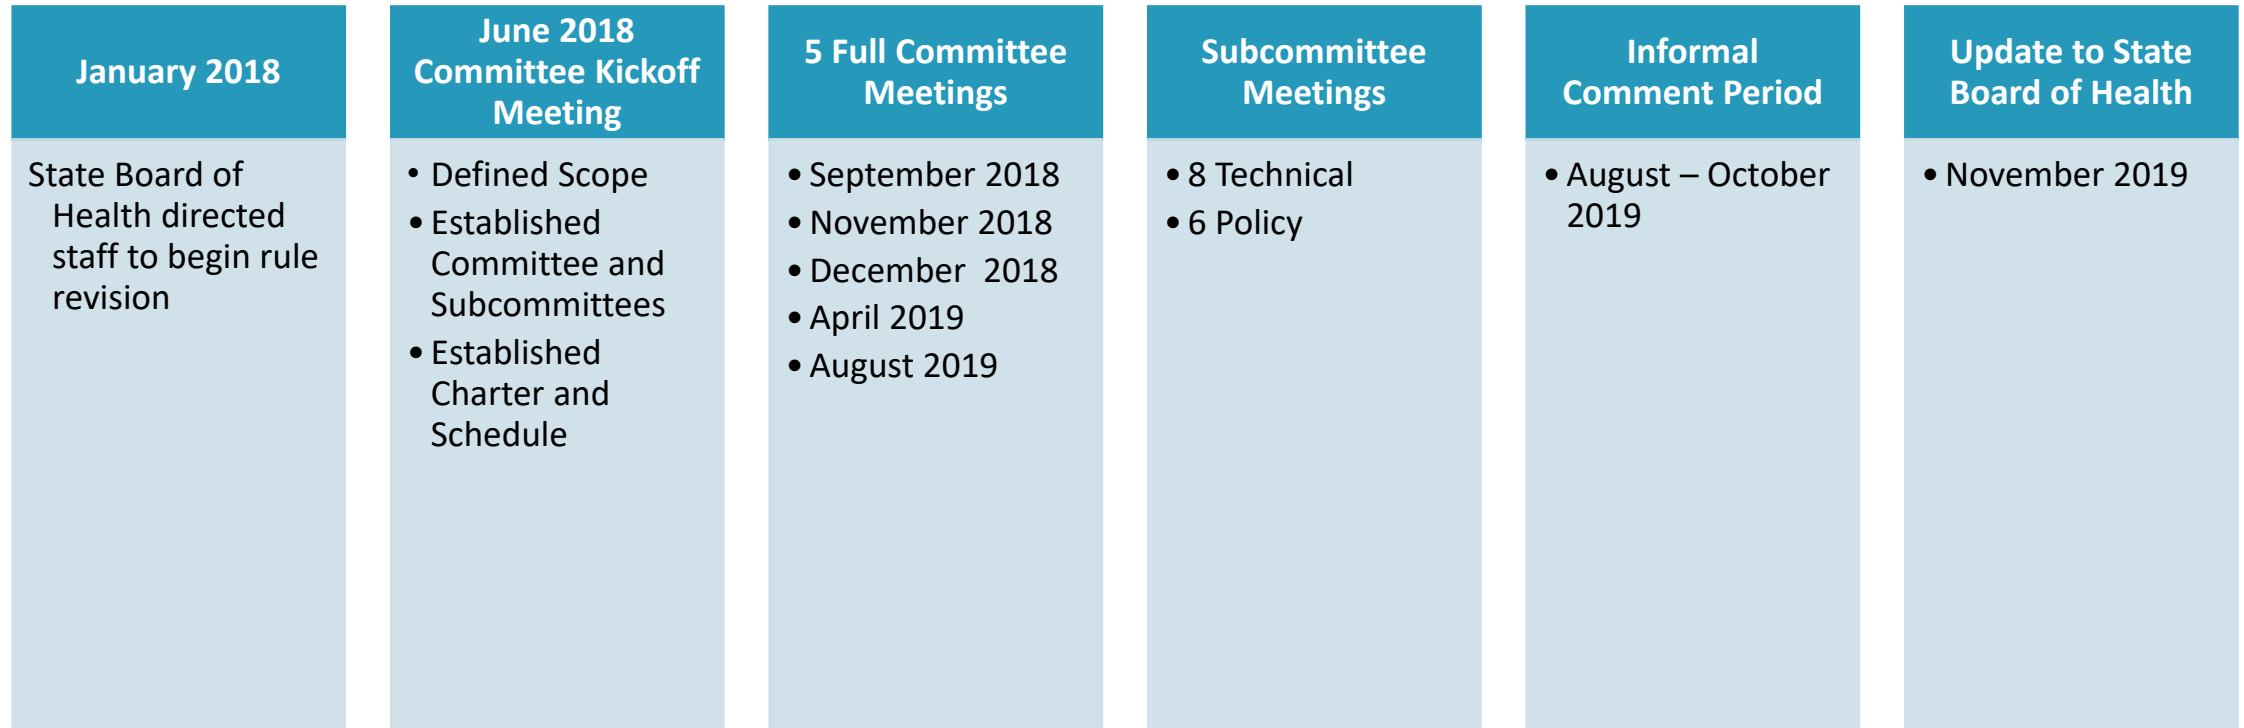 January 2018
State Board of
Health directed
staff to begin rule
revision
June 2018
Committee Kickoff
Meeting
• Defined Scope
• Established
Committee and
Subcommittees
• Established
Charter and
Schedule
5 Full Committee
Meetings
• September 2018
• November 2018
• December  2018
• April 2019
• August 2019
Subcommittee
Meetings
• 8 Technical
• 6 Policy
Informal
Comment Period
• August – October
2019
Update to State
Board of Health
• November 2019